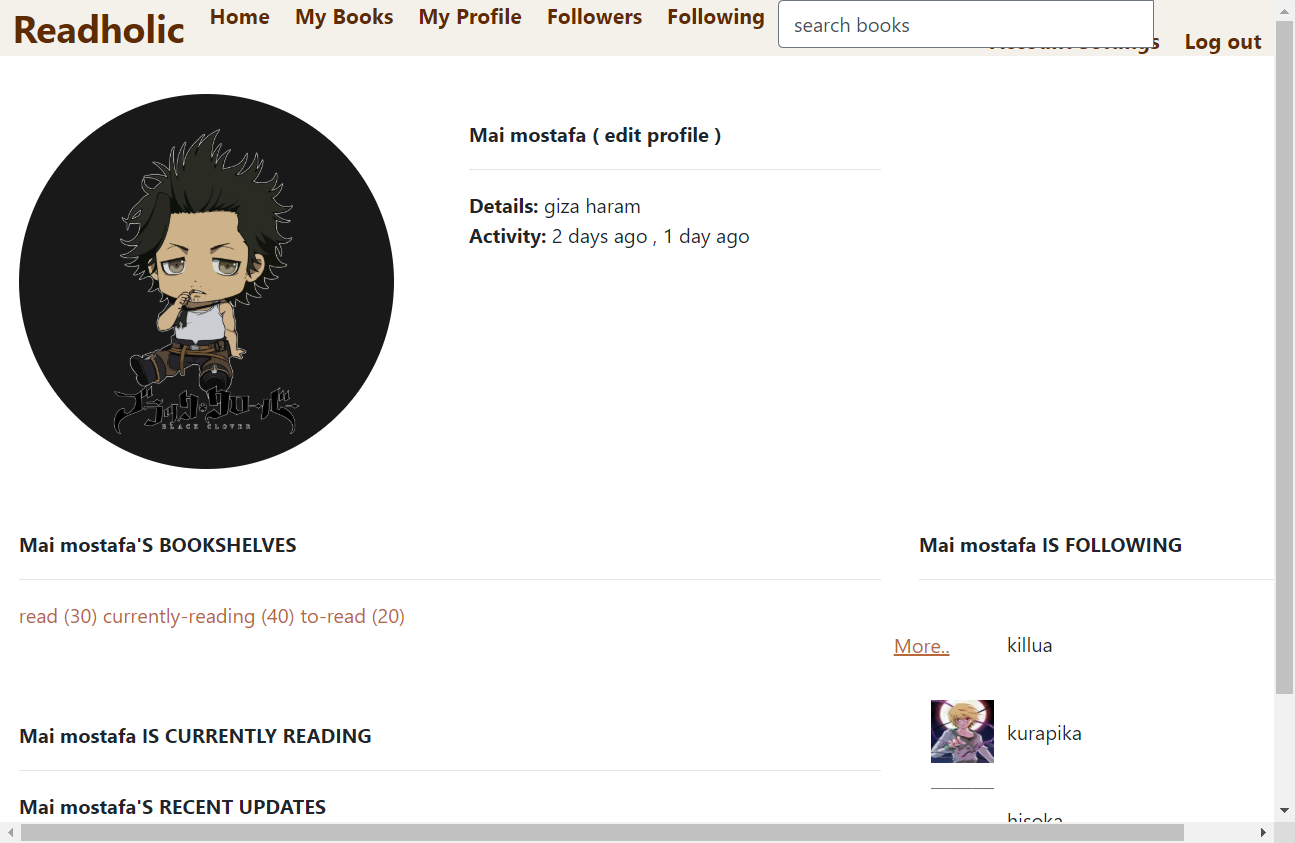 Readholic Home My Books My Profile Followers Following search books Account Settings Log out
Mai mostafa ( edit profile )
Details: giza haram
Activity: 2 days ago , 1 day ago
ブラッククローバー
BLACK CLOVER
Mai mostafa'S BOOKSHELVES
read (30) currently-reading (40) to-read (20)
Mai mostafa IS FOLLOWING
More.. killua
kurapika
hisoka
Mai mostafa IS CURRENTLY READING
Mai mostafa'S RECENT UPDATES